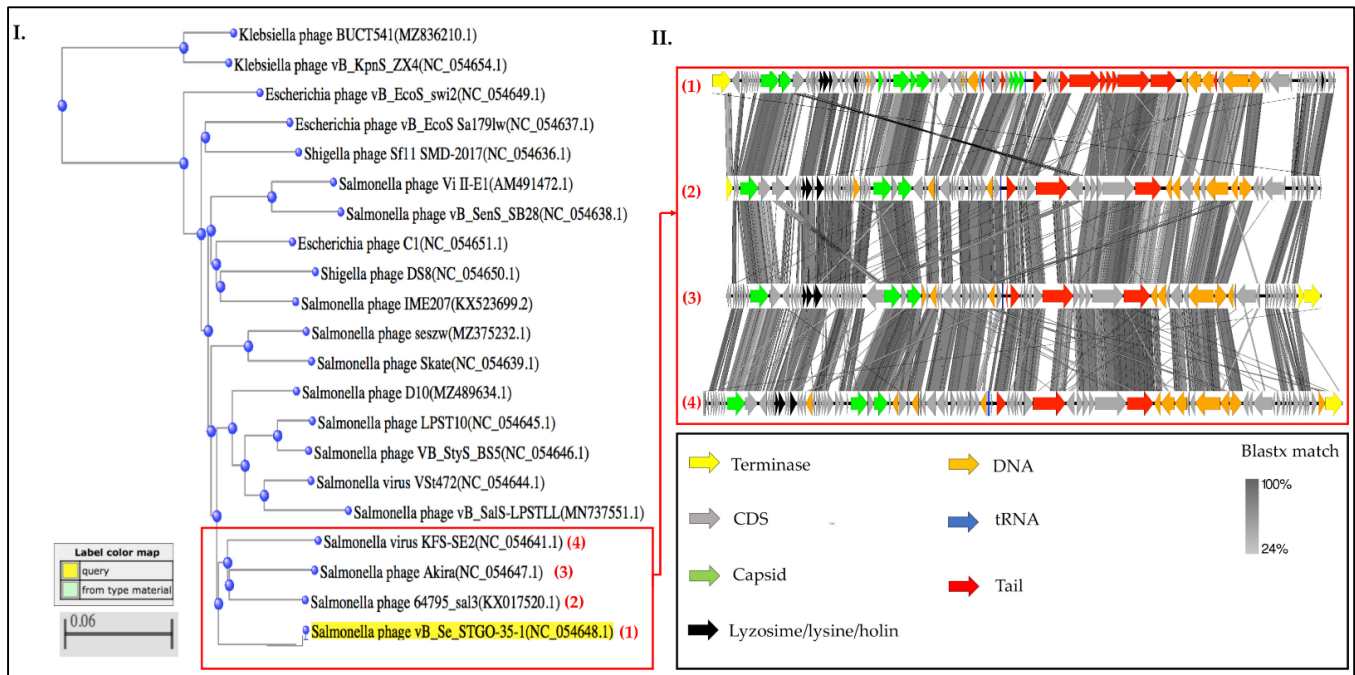 I.
Klebsiella phage BUCT541(MZ836210.1)
Klebsiella phage vB_KpnS_ZX4(NC_054654.1)
Escherichia phage vB_EcoS_swi2(NC_054649.1)
Escherichia phage vB_EcoS Sa179lw(NC_054637.1)
Shigella phage Sf11 SMD-2017(NC_054636.1)
Salmonella phage Vi II-E1(AM491472.1)
Salmonella phage vB_SenS_SB28(NC_054638.1)
Escherichia phage C1(NC_054651.1)
Shigella phage DS8(NC_054650.1)
Salmonella phage IME207(KX523699.2)
Salmonella phage seszw(MZ375232.1)
Salmonella phage Skate(NC_054639.1)
Salmonella phage D10(MZ489634.1)
Salmonella phage LPST10(NC_054645.1)
Salmonella phage VB_StyS_BS5(NC_054646.1)
Salmonella virus VSt472(NC_054644.1)
Salmonella phage vB_SalS-LPSTLL(MN737551.1)
Salmonella virus KFS-SE2(NC_054641.1) (4)
Salmonella phage Akira(NC_054647.1) (3)
Salmonella phage 64795_sal3(KX017520.1) (2)
Salmonella phage vB_Se_STGO-35-1(NC_054648.1) (1)
Label color map
query
from type material
0.06
II.
(1)
(2)
(3)
(4)
Terminase
CDS
Capsid
Lyzosime/lysine/holin
DNA
tRNA
Tail
Blastx match
100%
24%